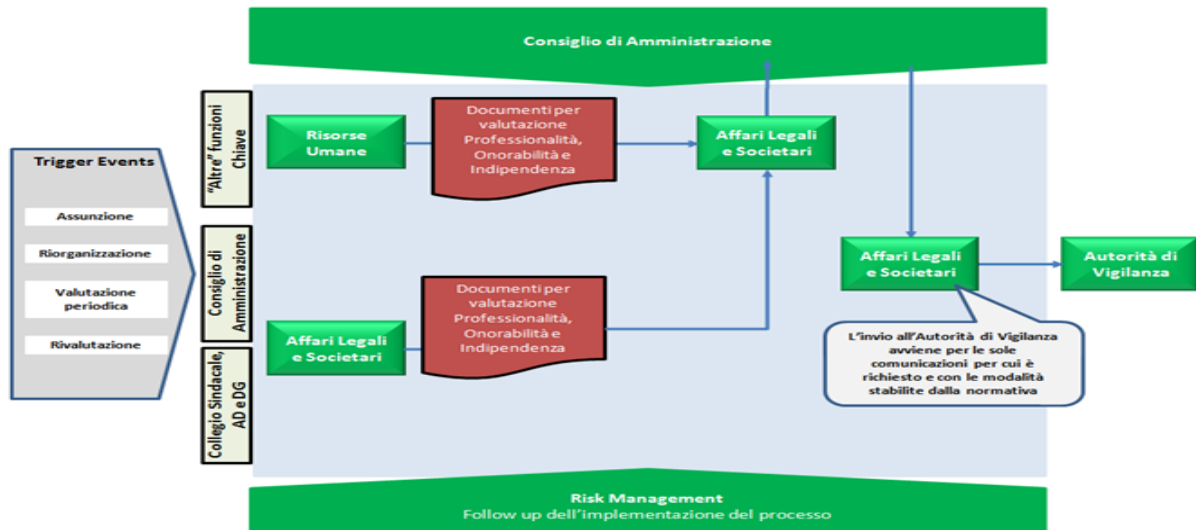 Consiglio di Amministrazione
Trigger Events
Assunzione
Riorganizzazione
Valutazione
periodica
Rivalutazione
"Altre" funzioni
Chiave
Risorse
Umane
Documenti per
valutazione
Professionalità,
Onorabilità e
Indipendenza
Affari Legali
e Societari
Consiglio di
Amministrazione
Collegio Sindacale,
AD e DG
Affari Legali
e Societari
Documenti per
valutazione
Professionalità,
Onorabilità e
Indipendenza
Affari Legali
e Societari
Autorità di
Vigilanza
L'invio all'Autorità di Vigilanza
avviene per le sole
comunicazioni per cui è
richiesto e con le modalità
stabilite dalla normativa
Risk Management
Follow up dell'implementazione del processo